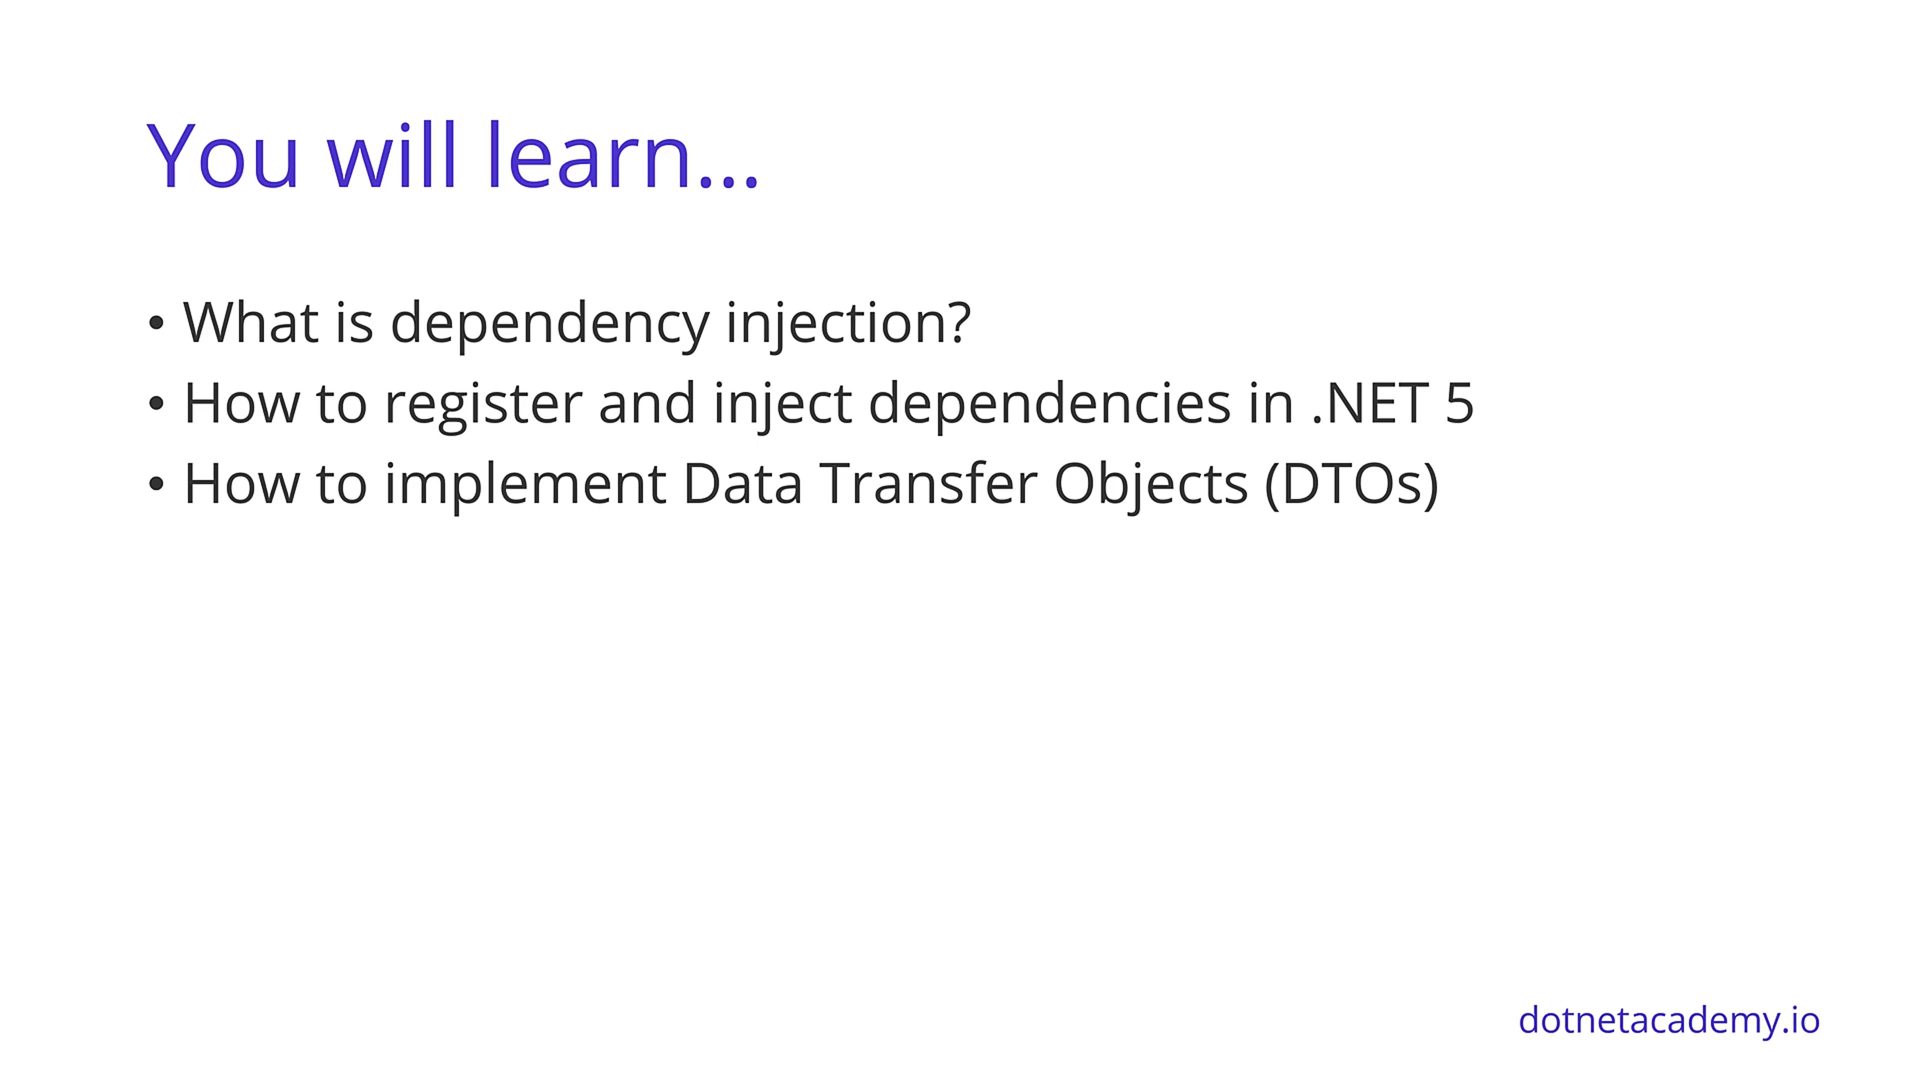 You will learn...
• What is dependency injection?
• How to register and inject dependencies in .NET 5
• How to implement Data Transfer Objects (DTOs)
dotnetacademy.io